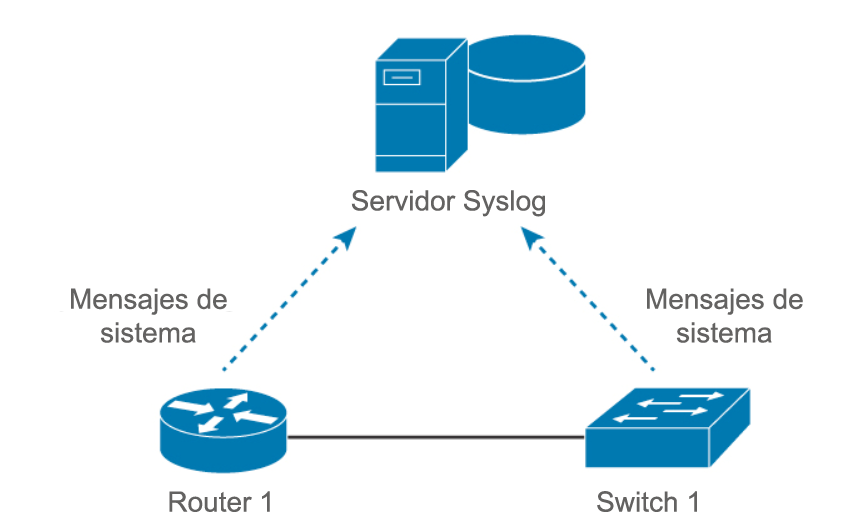 Servidor Syslog
Mensajes de
sistema
Mensajes de
sistema
Router 1
Switch 1